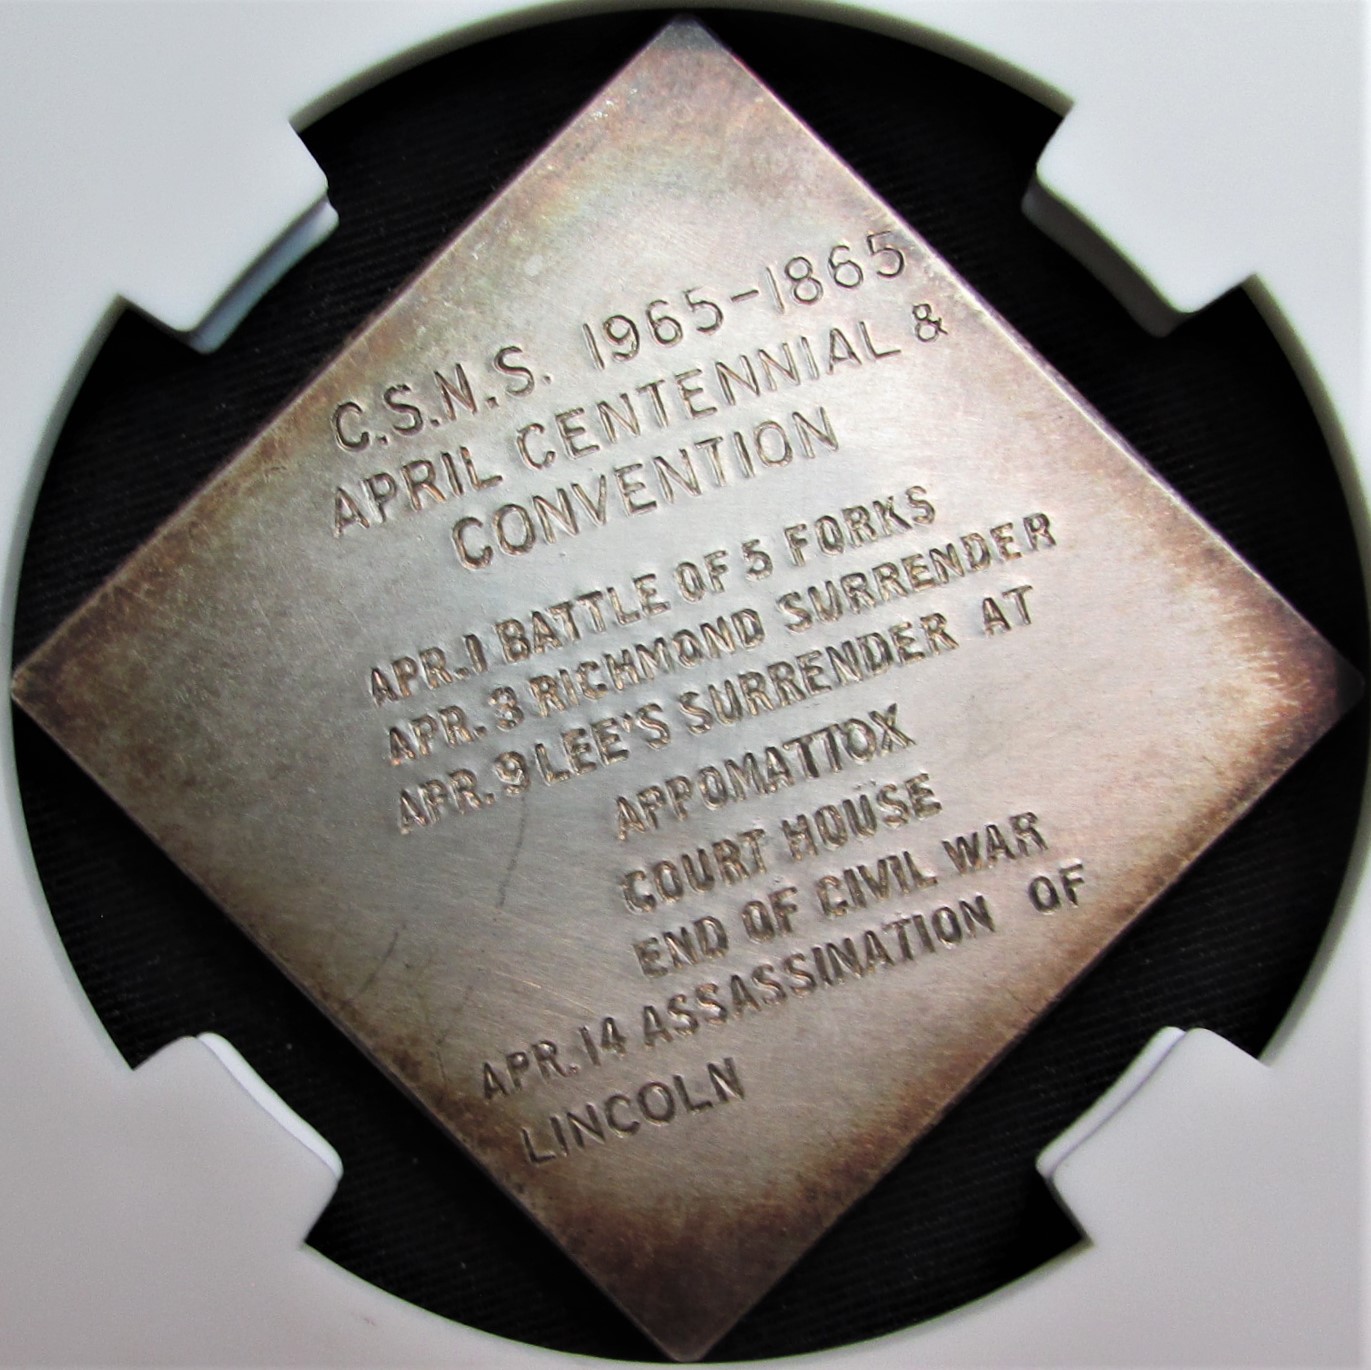 C.S.N.S. 1965-1865
APRIL CENTENNIAL &
CONVENTION
APR. 1 BATTLE OF 5 FORKS
APR. 3 RICHMOND SURRENDER
APR. 9 LEE'S SURRENDER AT
APPOMATTOX
COURT HOUSE
END OF CIVIL WAR
APR. 14 ASSASSINATION OF
LINCOLN